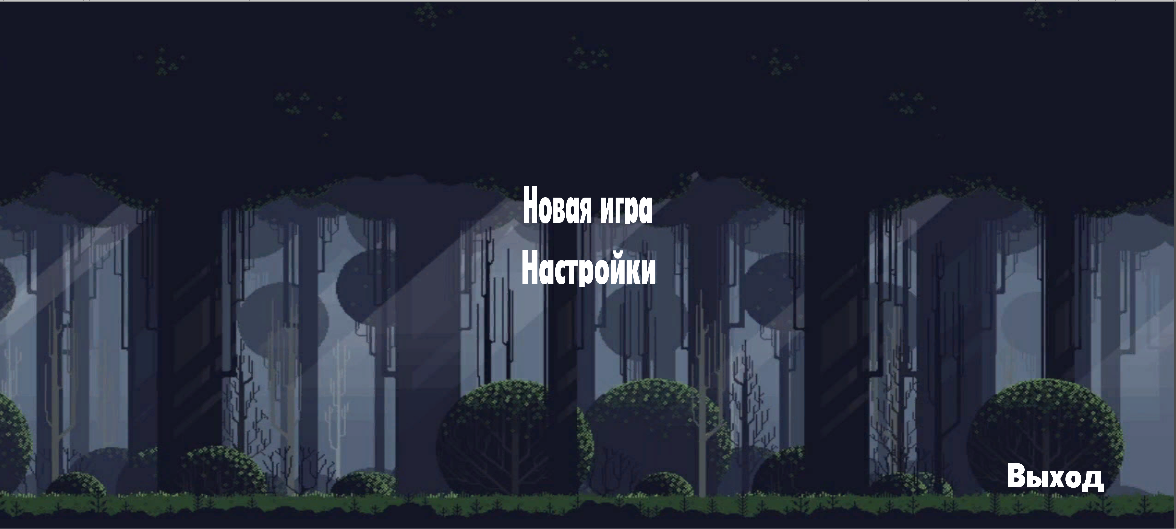 Новая игра
Настройки
Выход